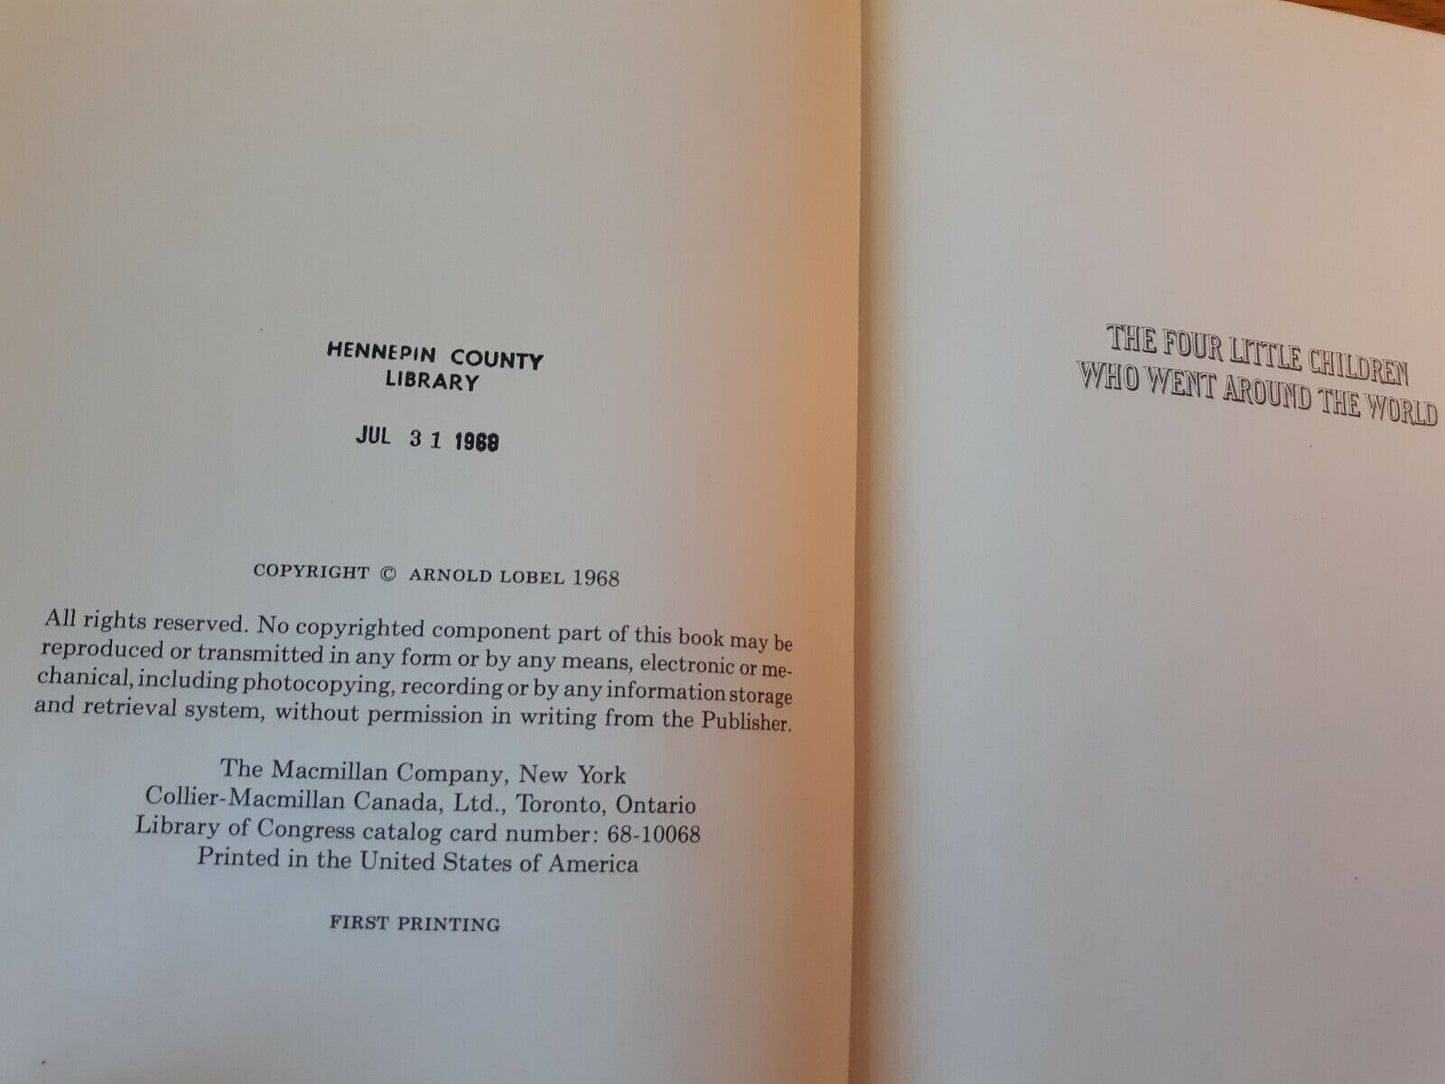 HENNEPIN COUNTY
LIBRARY
JUL 31 1968
COPYRIGHT © ARNOLD LOBEL 1968
All rights reserved. No copyrighted component part of this book may be
reproduced or transmitted in any form or by any means, electronic or me-
chanical, including photocopying, recording or by any information storage
and retrieval system, without permission in writing from the Publisher.
The Macmillan Company, New York
Collier-Macmillan Canada, Ltd., Toronto, Ontario
Library of Congress catalog card number: 68-10068
Printed in the United States of America
FIRST PRINTING
THE FOUR LITTLE CHILDREN
WHO WENT AROUND THE WORLD